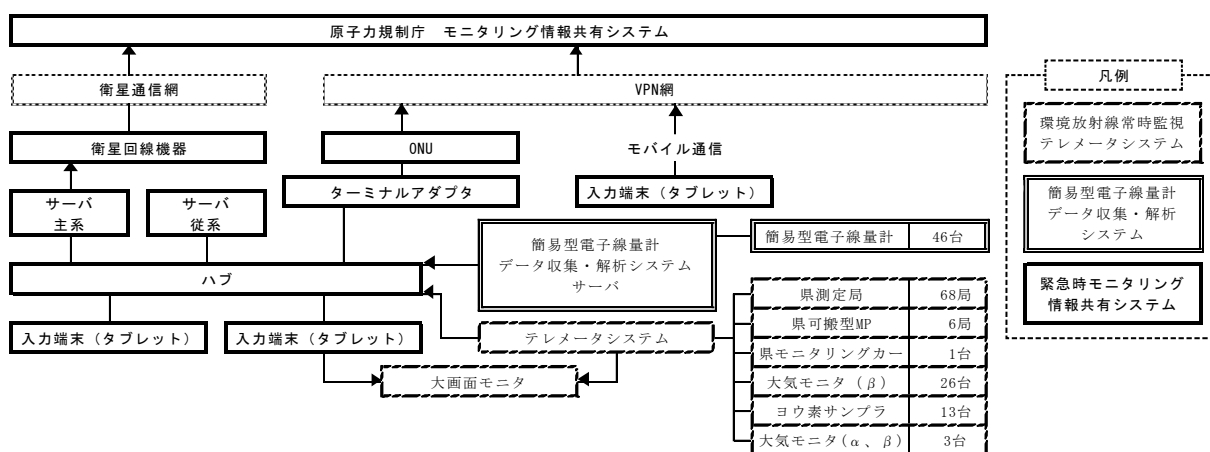 原子力規制庁　モニタリング情報共有システム
衛星通信網
VPN網
衛星回線機器
ONU
モバイル通信
サーバ
主系
サーバ
従系
ターミナルアダプタ
入力端末（タブレット）
簡易型電子線量計
データ収集・解析システム
サーバ
簡易型電子線量計　46台
ハブ
県測定局　68局
県可搬型MP　6局
県モニタリングカー　1台
大気モニタ（β）　26台
ヨウ素サンプラ　13台
大気モニタ(α、β)　3台
入力端末（タブレット）
入力端末（タブレット）
テレメータシステム
大画面モニタ
凡例
環境放射線常時監視
テレメータシステム
簡易型電子線量計
データ収集・解析
システム
緊急時モニタリング
情報共有システム